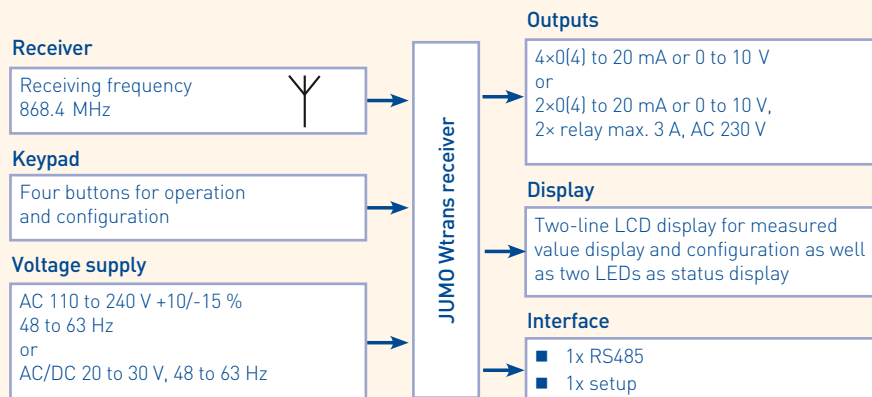 Receiver
Receiving frequency
868.4 MHz
Keypad
Four buttons for operation
and configuration
Voltage supply
AC 110 to 240 V +10/-15 %
48 to 63 Hz
or
AC/DC 20 to 30 V, 48 to 63 Hz
JUMO Wtrans receiver
Outputs
4×0(4) to 20 mA or 0 to 10 V
or
2×0(4) to 20 mA or 0 to 10 V,
2× relay max. 3 A, AC 230 V
Display
Two-line LCD display for measured
value display and configuration as well
as two LEDs as status display
Interface
■ 1x RS485
■ 1x setup